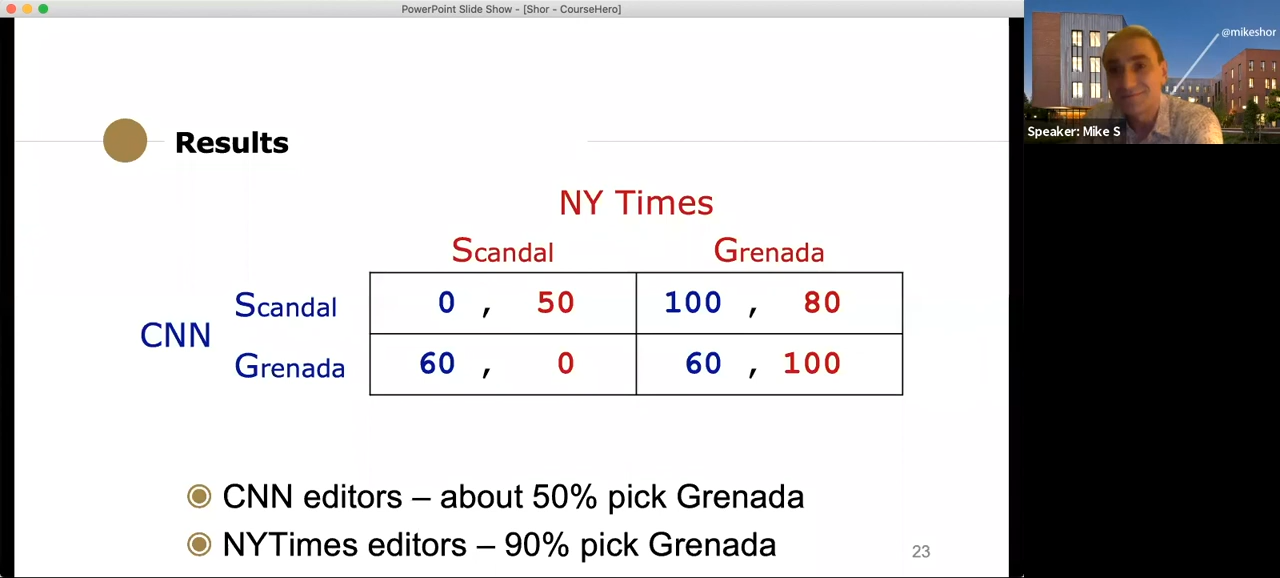 PowerPoint Slide Show - [Shor - CourseHero]
@mikeshor
Speaker: Mike S
Results
NY Times
Scandal Grenada
CNN
Scandal 0 , 50 100 , 80
Grenada 60 , 0 60 , 100
CNN editors – about 50% pick Grenada
NYTimes editors – 90% pick Grenada
23